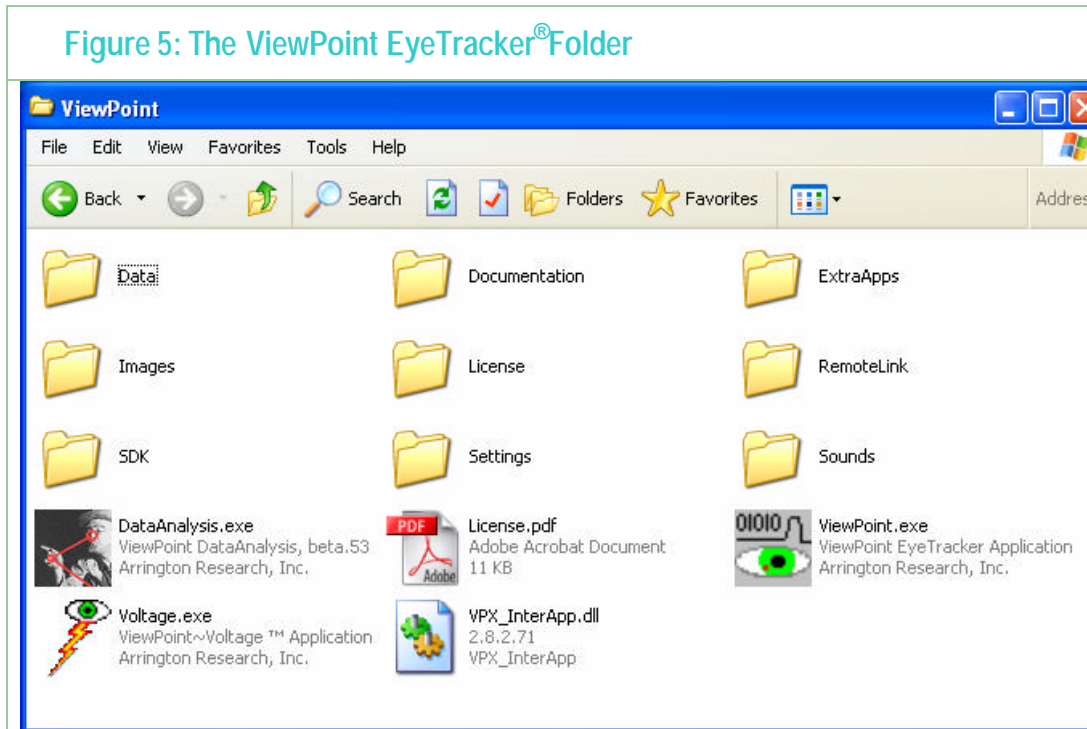 Figure 5: The ViewPoint EyeTracker® Folder
ViewPoint
File Edit View Favorites Tools Help
Back Search Folders Favorites Addres
Data Documentation ExtraApps
Images License RemoteLink
SDK Settings Sounds
DataAnalysis.exe
ViewPoint DataAnalysis, beta.53
Arrington Research, Inc.
PDF
Adobe
License.pdf
Adobe Acrobat Document
11 KB
01010
ViewPoint.exe
ViewPoint EyeTracker Application
Arrington Research, Inc.
Voltage.exe
ViewPoint~Voltage ™ Application
Arrington Research, Inc.
VPX_InterApp.dll
2.8.2.71
VPX_InterApp